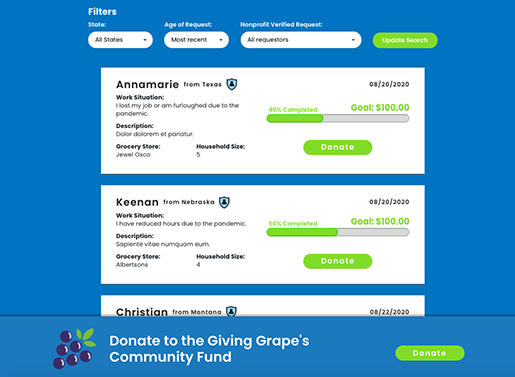 Filters
State: Age of Request: Nonprofit Verified Request:
All States Most recent All requestors Update Search
Annamarie from Texas 08/20/2020
Work Situation:
I lost my job or am furloughed due to the
pandemic.
40% Completed Goal: $100.00
Description:
Dolor dolorem et pariatur.
Grocery Store: Household Size:
Jewel Osco 5
Donate
Keenan from Nebraska 08/20/2020
Work Situation:
I have reduced hours due to the pandemic.
50% Completed Goal: $100.00
Description:
Sapiente vitae numquam eum.
Grocery Store: Household Size:
Albertsons 4
Donate
Christian from Montana 08/22/2020
Donate to the Giving Grape's
Community Fund
Donate